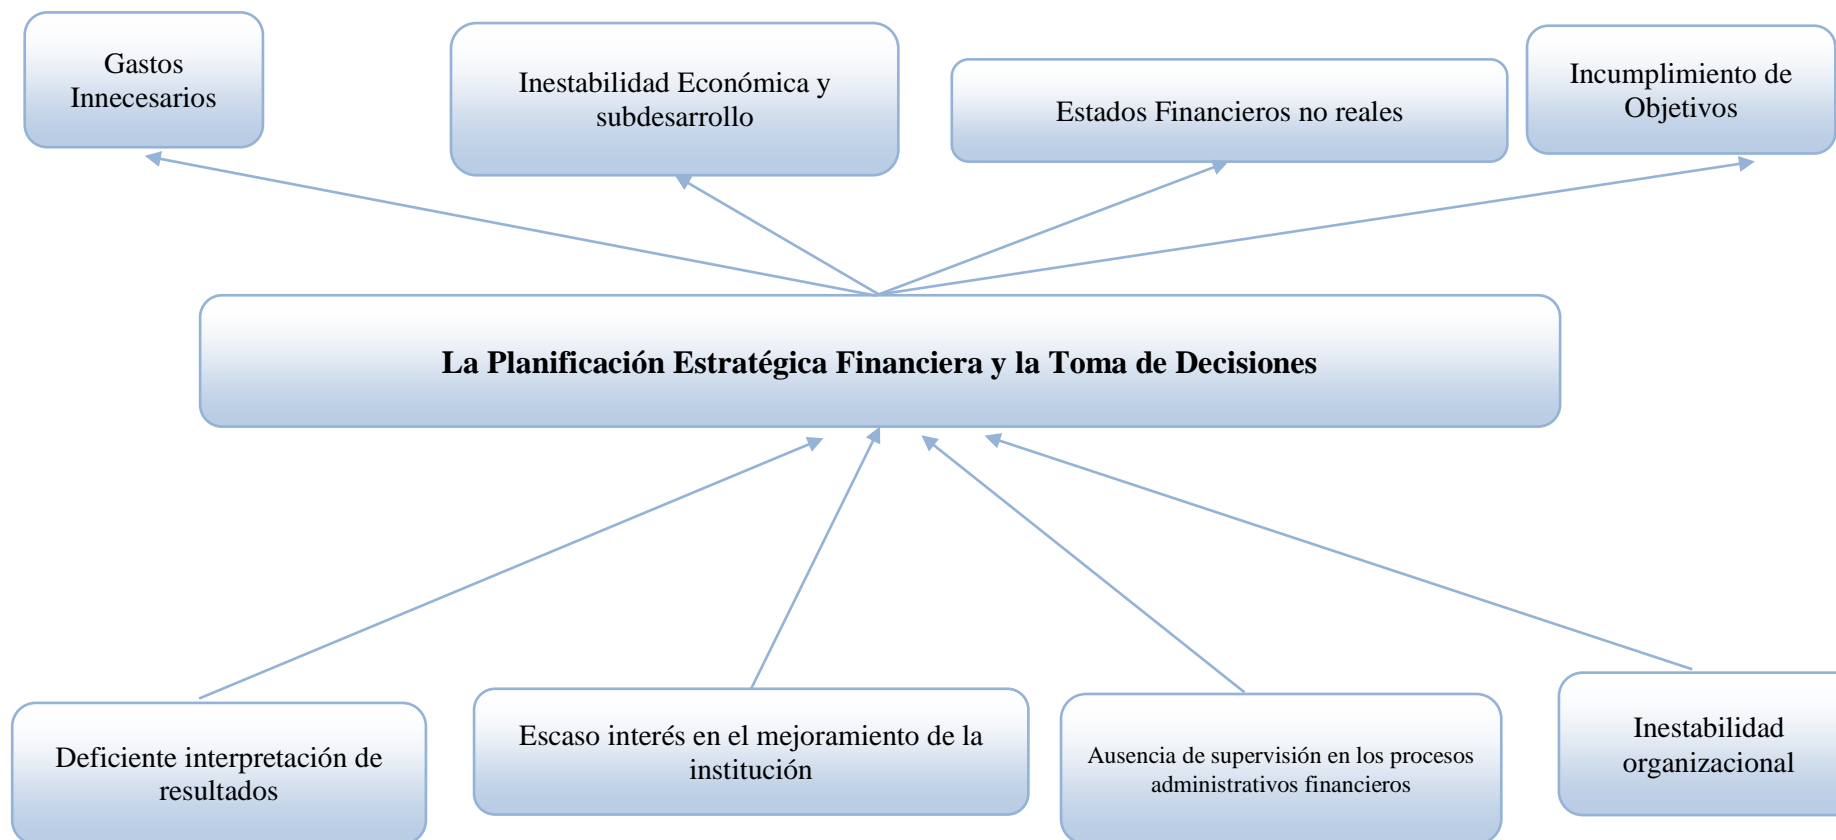 Gastos
Innecesarios
Inestabilidad Económica y
subdesarrollo
Estados Financieros no reales
Incumplimiento de
Objetivos
La Planificación Estratégica Financiera y la Toma de Decisiones
Deficiente interpretación de
resultados
Escaso interés en el mejoramiento de la
institución
Ausencia de supervisión en los procesos
administrativos financieros
Inestabilidad
organizacional